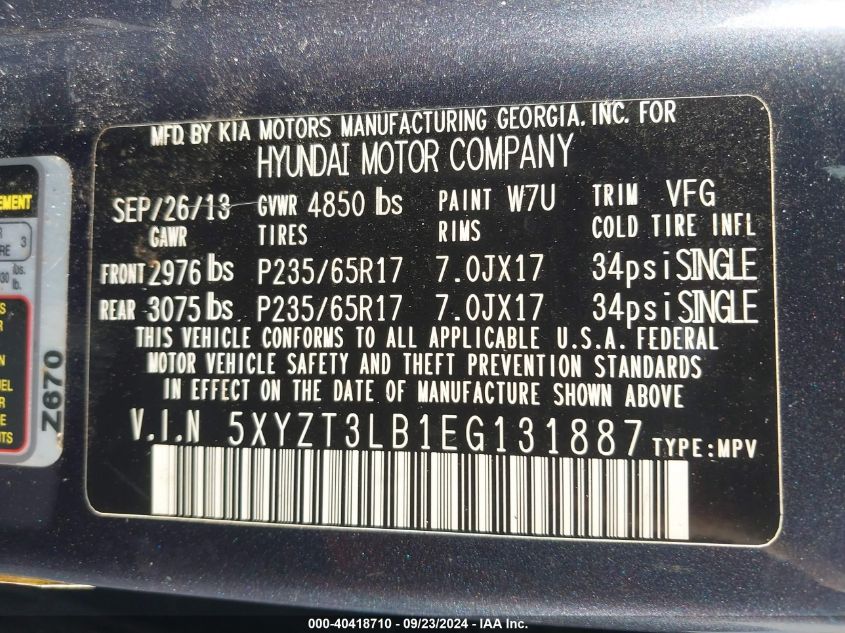 MFD. BY KIA MOTORS MANUFACTURING GEORGIA. INC. FOR
HYUNDAI MOTOR COMPANY
SEP/26/13 GVWR 4850 lbs PAINT W7U TRIM VFG
GAWR TIRES RIMS COLD TIRE INFL
FRONT 2976 lbs P235/65R17 7.0JX17 34psi SINGLE
REAR 3075 lbs P235/65R17 7.0JX17 34psi SINGLE
THIS VEHICLE CONFORMS TO ALL APPLICABLE U.S.A. FEDERAL
MOTOR VEHICLE SAFETY AND THEFT PREVENTION STANDARDS
IN EFFECT ON THE DATE OF MANUFACTURE SHOWN ABOVE
V.I.N 5XYZT3LB1EG131887 TYPE:MPV
Z670
000-40418710 - 09/23/2024 - IAA Inc.